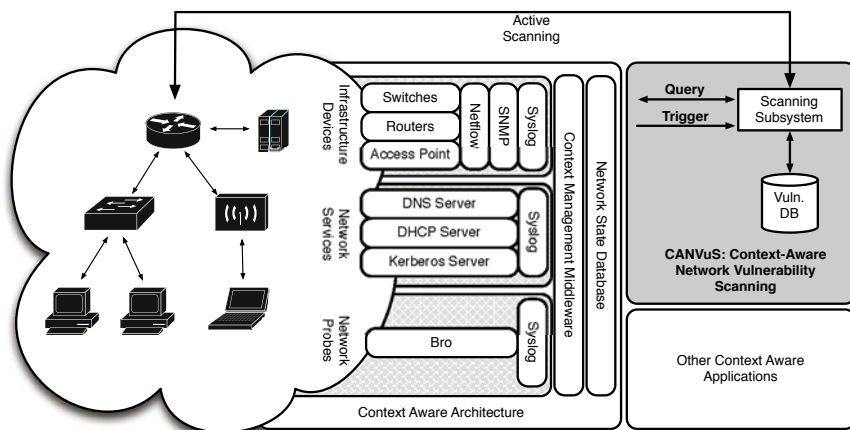 Active
Scanning
Infrastructure
Devices
Switches
Routers
Access Point
Netflow
SNMP
Syslog
Network
Services
DNS Server
DHCP Server
Kerberos Server
Syslog
Network
Probes
Bro
Syslog
Context Management Middleware
Network State Database
Context Aware Architecture
Query
Trigger
Scanning
Subsystem
Vuln.
DB
CANVuS: Context-Aware
Network Vulnerability
Scanning
Other Context Aware
Applications